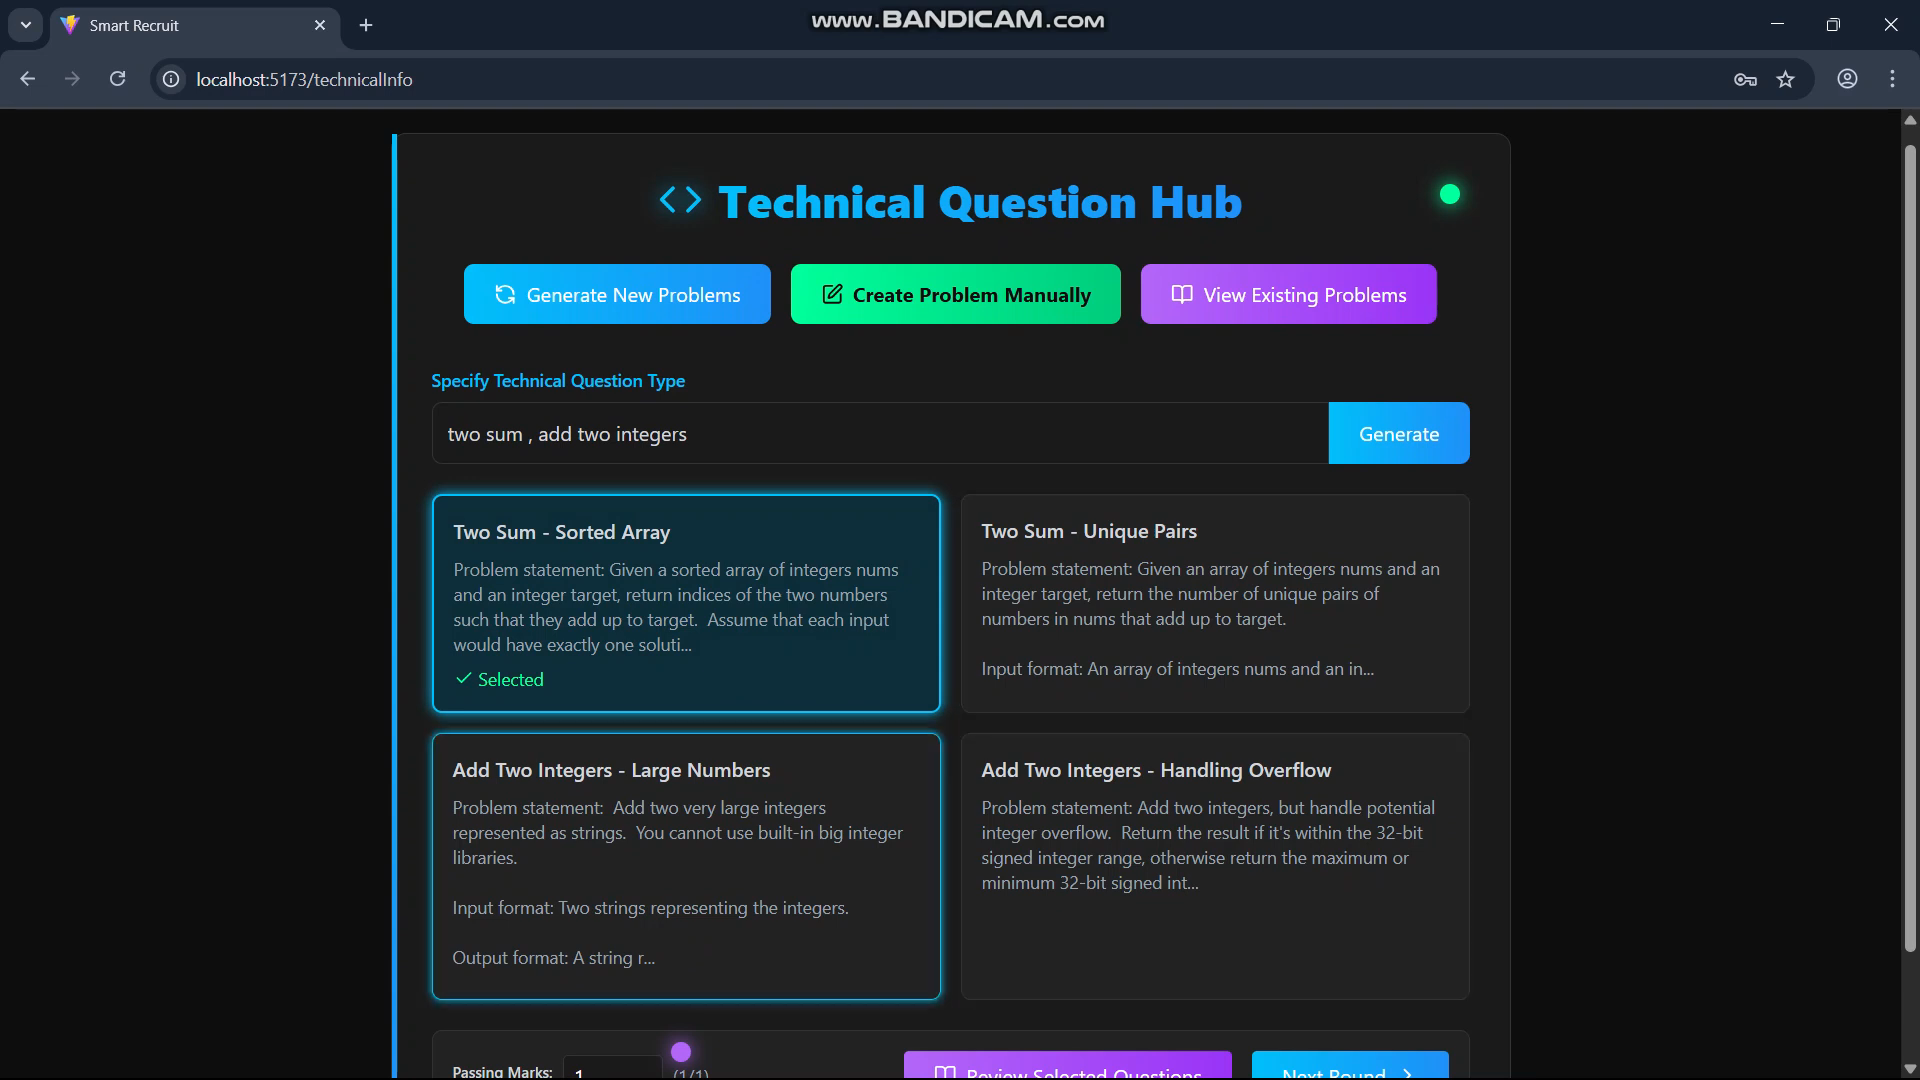 Smart Recruit
www.BANDICAM.com
localhost:5173/technicalInfo
Technical Question Hub
Generate New Problems
Create Problem Manually
View Existing Problems
Specify Technical Question Type
two sum , add two integers
Generate
Two Sum - Sorted Array
Problem statement: Given a sorted array of integers nums
and an integer target, return indices of the two numbers
such that they add up to target.  Assume that each input
would have exactly one soluti...
Selected
Two Sum - Unique Pairs
Problem statement: Given an array of integers nums and an
integer target, return the number of unique pairs of
numbers in nums that add up to target.
Input format: An array of integers nums and an in...
Add Two Integers - Large Numbers
Problem statement:  Add two very large integers
represented as strings.  You cannot use built-in big integer
libraries.
Input format: Two strings representing the integers.
Output format: A string r...
Add Two Integers - Handling Overflow
Problem statement: Add two integers, but handle potential
integer overflow.  Return the result if it's within the 32-bit
signed integer range, otherwise return the maximum or
minimum 32-bit signed int...
Passing Marks:
1
(1/1)
Review Selected Questions
Next Round